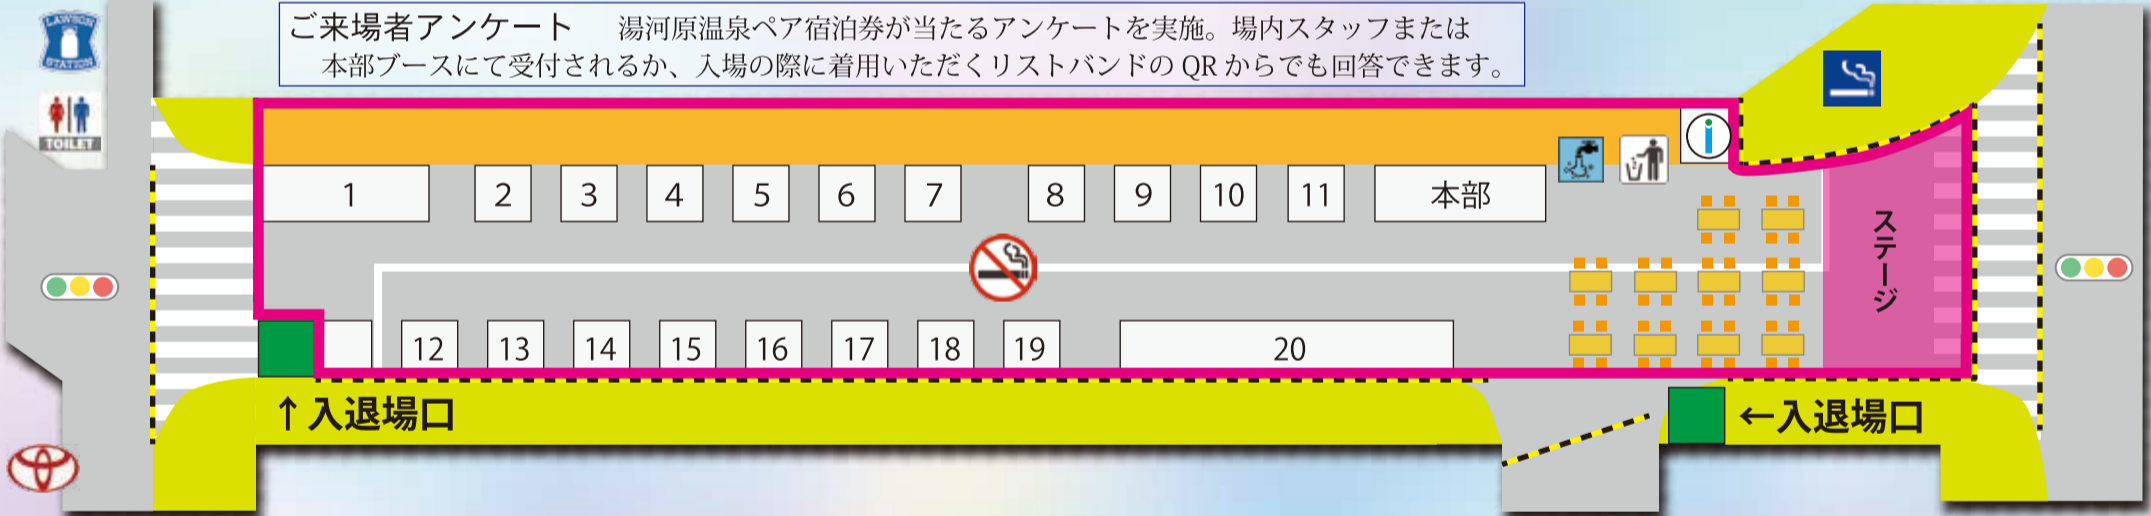 LAWSON
STATION
ご来場者アンケート　湯河原温泉ペア宿泊券が当たるアンケートを実施。場内スタッフまたは
本部ブースにて受付されるか、入場の際に着用いただくリストバンドの QR からでも回答できます。
TOILET
i
1 2 3 4 5 6 7 8 9 10 11 本部
ステージ
12 13 14 15 16 17 18 19 20
↑入退場口
←入退場口